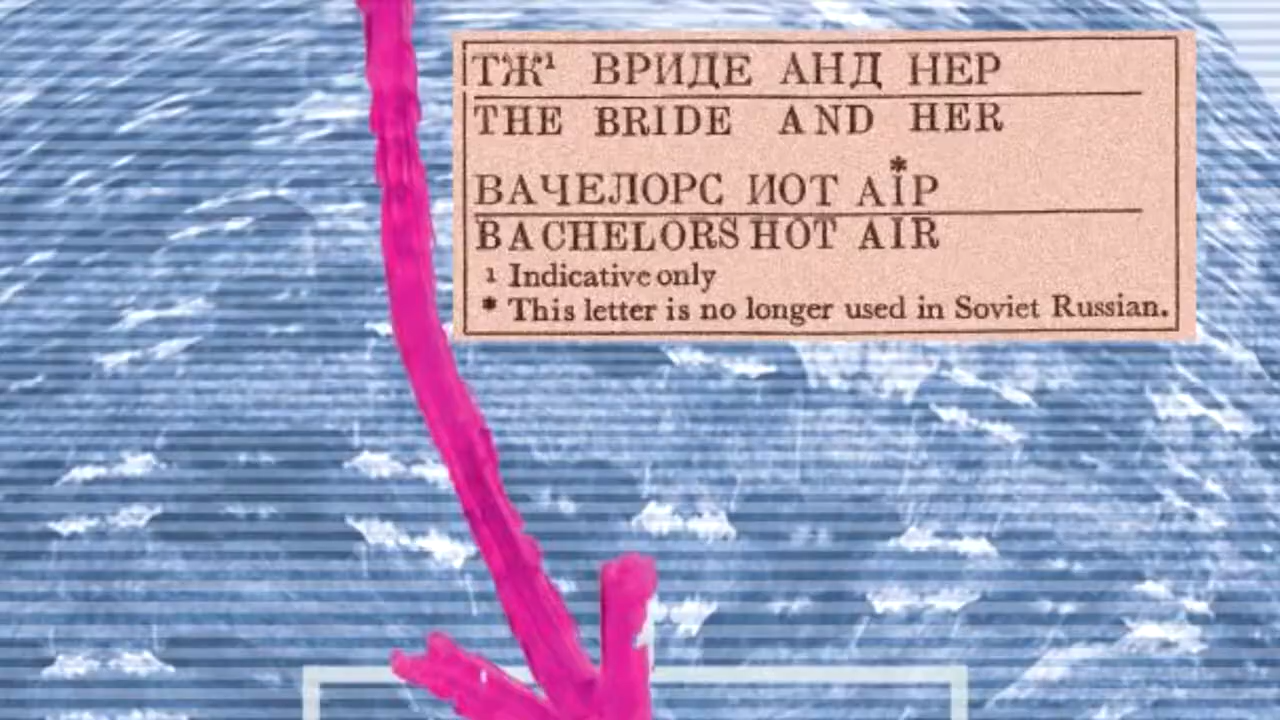 ТЖ¹ ВРИДЕ АНД НЕР
THE BRIDE AND HER
ВАЧЕЛОРС ИОТ АЇР
BACHELORS HOT AIR
¹ Indicative only
* This letter is no longer used in Soviet Russian.